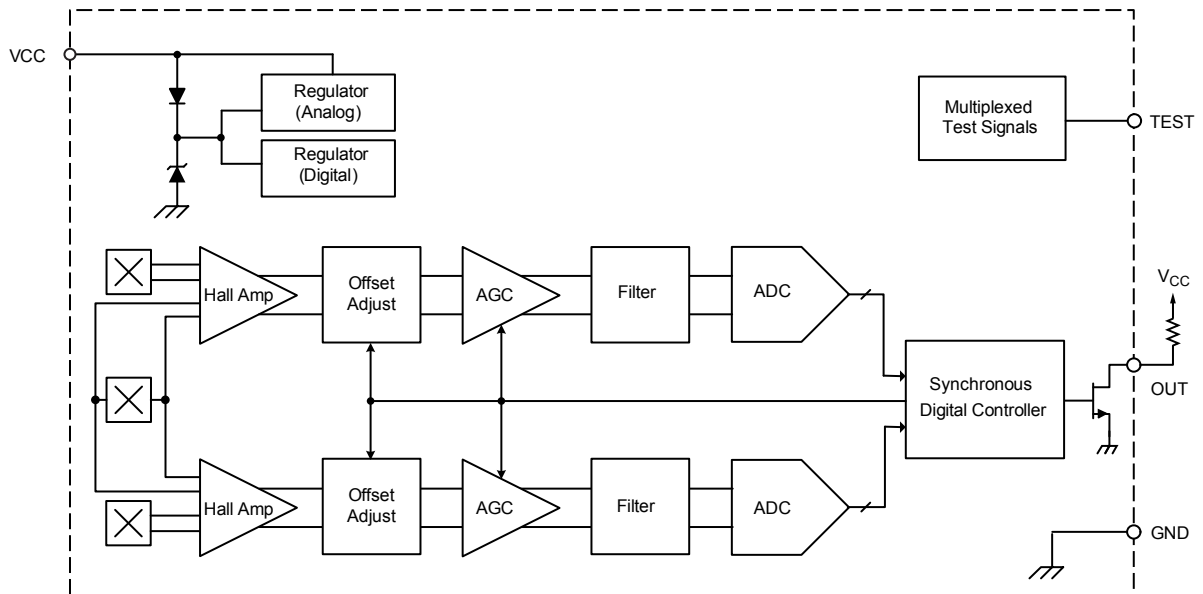 VCC
Regulator
(Analog)
Regulator
(Digital)
Multiplexed
Test Signals
TEST
Hall Amp
Offset
Adjust
AGC
Filter
ADC
VCC
Synchronous
Digital Controller
OUT
Hall Amp
Offset
Adjust
AGC
Filter
ADC
GND